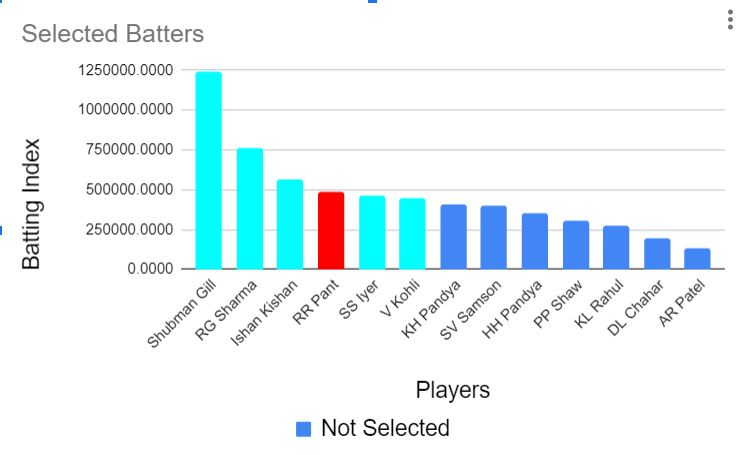 Selected Batters
1250000.0000
1000000.0000
750000.0000
500000.0000
250000.0000
0.0000
Batting Index
Shubman Gill
RG Sharma
Ishan Kishan
RR Pant
SS Iyer
V Kohli
KH Pandya
SV Samson
HH Pandya
PP Shaw
KL Rahul
DL Chahar
AR Patel
Players
Not Selected